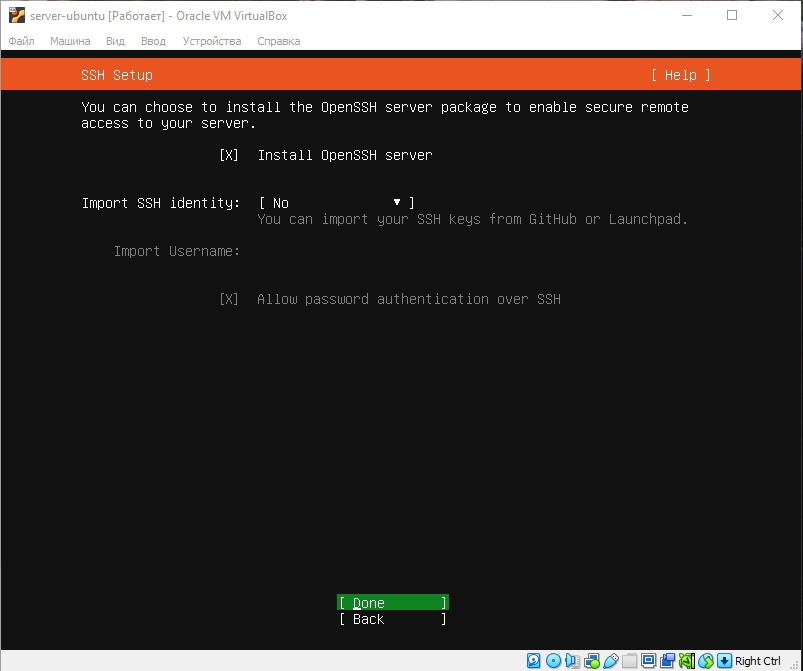 server-ubuntu [Работает] - Oracle VM VirtualBox
Файл Машина Вид Ввод Устройства Справка
SSH Setup [ Help ]
You can choose to install the OpenSSH server package to enable secure remote
access to your server.
[X] Install OpenSSH server
Import SSH identity: [ No ▼ ]
You can import your SSH keys from GitHub or Launchpad.
Import Username:
[X] Allow password authentication over SSH
[ Done ]
[ Back ]
Right Ctrl